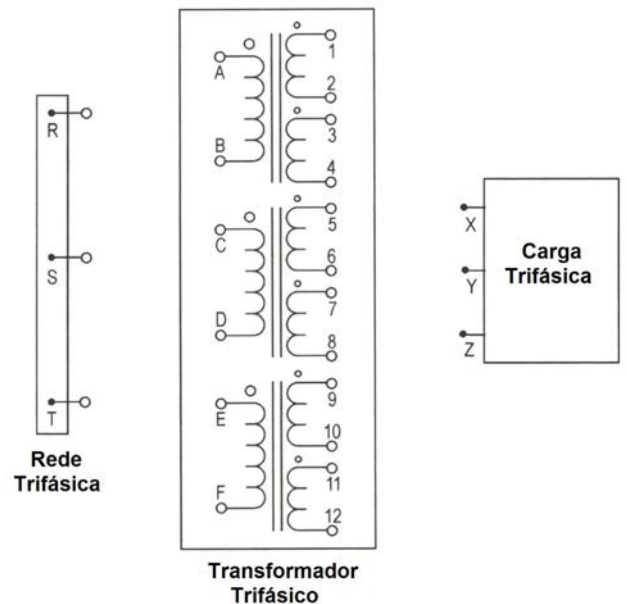 R
S
T
Rede
Trifásica
A
B
C
D
E
F
1
2
3
4
5
6
7
8
9
10
11
12
Transformador
Trifásico
X
Y
Z
Carga
Trifásica